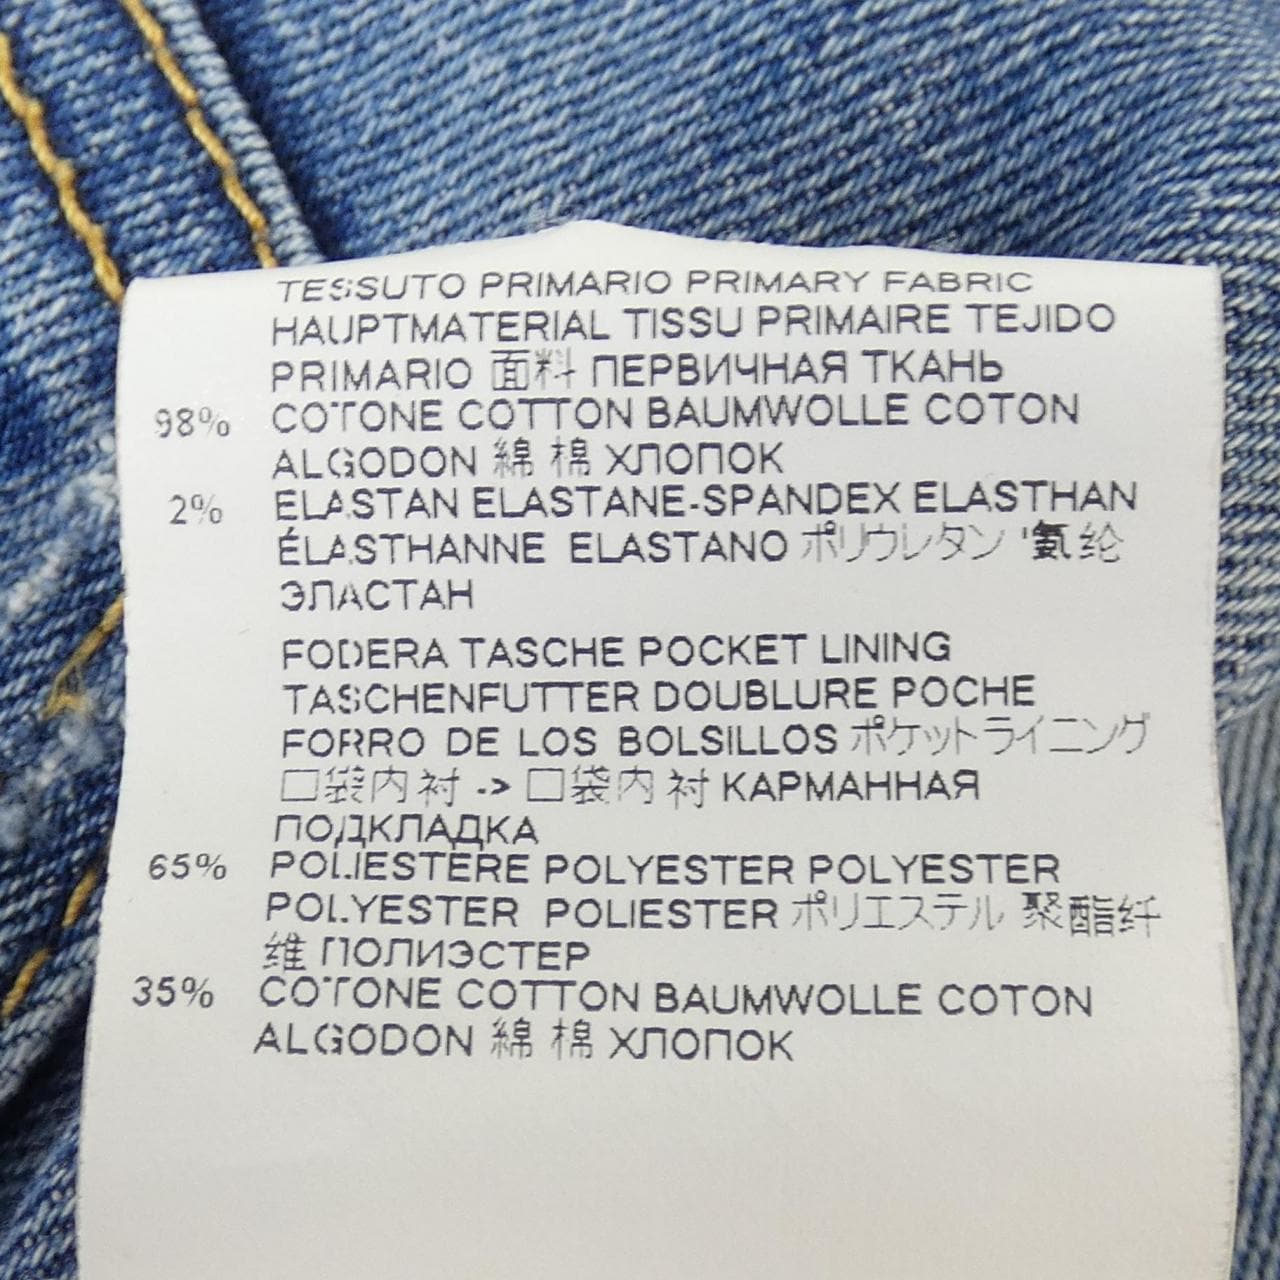 TESSUTO PRIMARIO PRIMARY FABRIC
HAUPTMATERIAL TISSU PRIMAIRE TEJIDO
PRIMARIO 面料 ПЕРВИЧНАЯ ТКАНЬ
98% COTONE COTTON BAUMWOLLE COTON
ALGODON 綿 棉 ХЛОПОК
2% ELASTAN ELASTANE-SPANDEX ELASTHAN
ÉLASTHANNE ELASTANO ポリウレタン '氨纶
ЭЛАСТАН
FODERA TASCHE POCKET LINING
TASCHENFUTTER DOUBLURE POCHE
FORRO DE LOS BOLSILLOS ポケットライニング
口袋内衬 -> 口袋内衬 КАРМАННАЯ
ПОДКЛАДКА
65% POLIESTERE POLYESTER POLYESTER
POLYESTER POLIESTER ポリエステル 聚酯纤
维 ПОЛИЭСТЕР
35% COTONE COTTON BAUMWOLLE COTON
ALGODON 綿 棉 ХЛОПОК